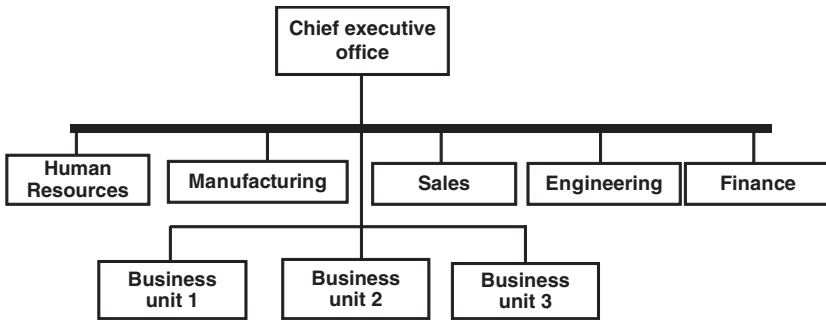 Chief executive
office
Human
Resources
Manufacturing
Sales
Engineering
Finance
Business
unit 1
Business
unit 2
Business
unit 3